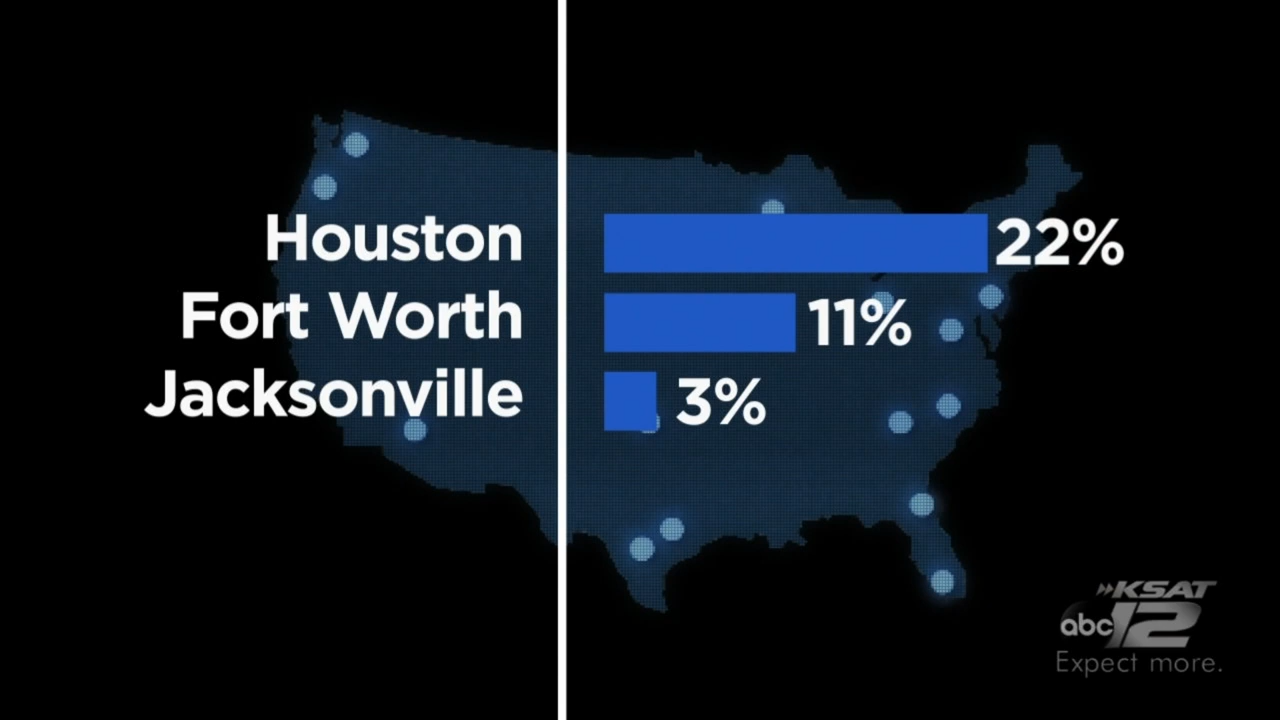 Houston 22%
Fort Worth 11%
Jacksonville 3%
KSAT
abc 12
Expect more.